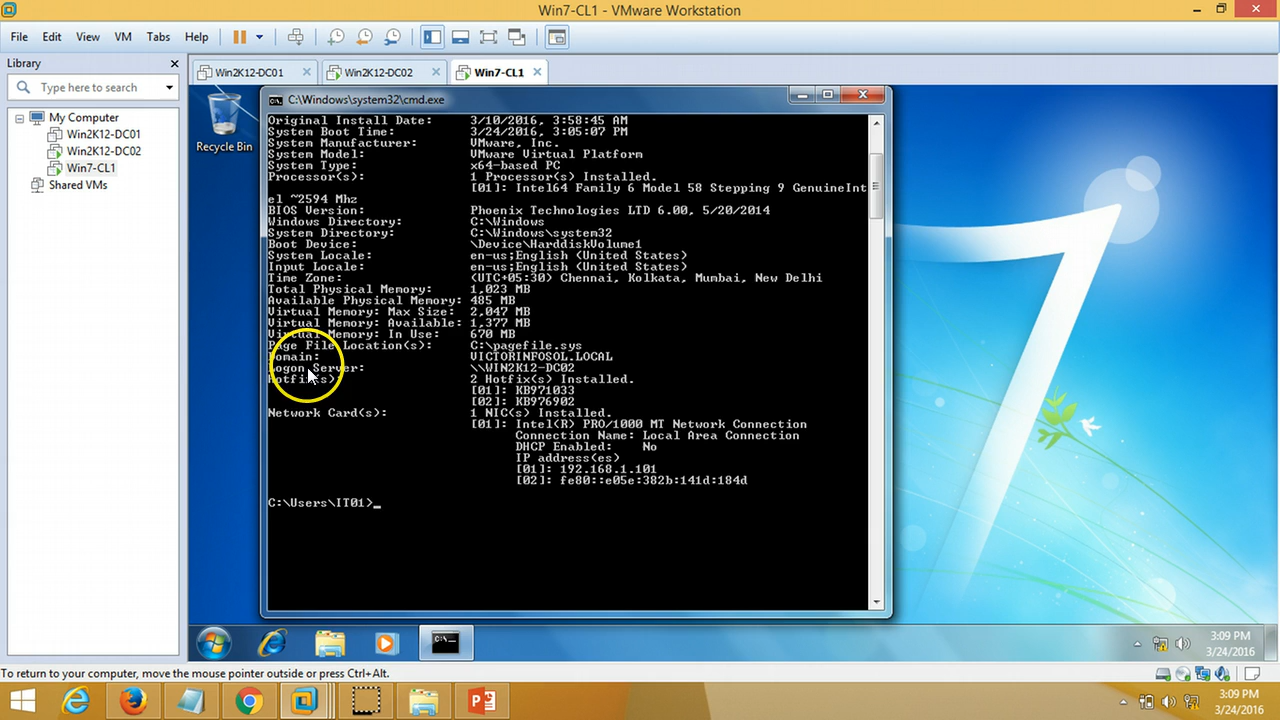 Win7-CL1 - VMware Workstation
File Edit View VM Tabs Help
Library
Type here to search
My Computer
Win2K12-DC01
Win2K12-DC02
Win7-CL1
Shared VMs
Win2K12-DC01 Win2K12-DC02 Win7-CL1
Recycle Bin
C:\Windows\system32\cmd.exe
Original Install Date: 3/10/2016, 3:58:45 AM
System Boot Time: 3/24/2016, 3:05:07 PM
System Manufacturer: VMware, Inc.
System Model: VMware Virtual Platform
System Type: x64-based PC
Processor(s): 1 Processor(s) Installed.
[01]: Intel64 Family 6 Model 58 Stepping 9 GenuineInt
el ~2594 Mhz
BIOS Version: Phoenix Technologies LTD 6.00, 5/20/2014
Windows Directory: C:\Windows
System Directory: C:\Windows\system32
Boot Device: \Device\HarddiskVolume1
System Locale: en-us;English (United States)
Input Locale: en-us;English (United States)
Time Zone: (UTC+05:30) Chennai, Kolkata, Mumbai, New Delhi
Total Physical Memory: 1,023 MB
Available Physical Memory: 485 MB
Virtual Memory: Max Size: 2,047 MB
Virtual Memory: Available: 1,377 MB
Virtual Memory: In Use: 670 MB
Page File Location(s): C:\pagefile.sys
Domain: VICTORINFOSOL.LOCAL
Logon Server: \\WIN2K12-DC02
Hotfix(s): 2 Hotfix(s) Installed.
[01]: KB971033
[02]: KB976902
Network Card(s): 1 NIC(s) Installed.
[01]: Intel(R) PRO/1000 MT Network Connection
Connection Name: Local Area Connection
DHCP Enabled: No
IP address(es)
[01]: 192.168.1.101
[02]: fe80::e05e:382b:141d:184d
C:\Users\IT01>_
3:09 PM
3/24/2016
To return to your computer, move the mouse pointer outside or press Ctrl+Alt.
3:09 PM
3/24/2016